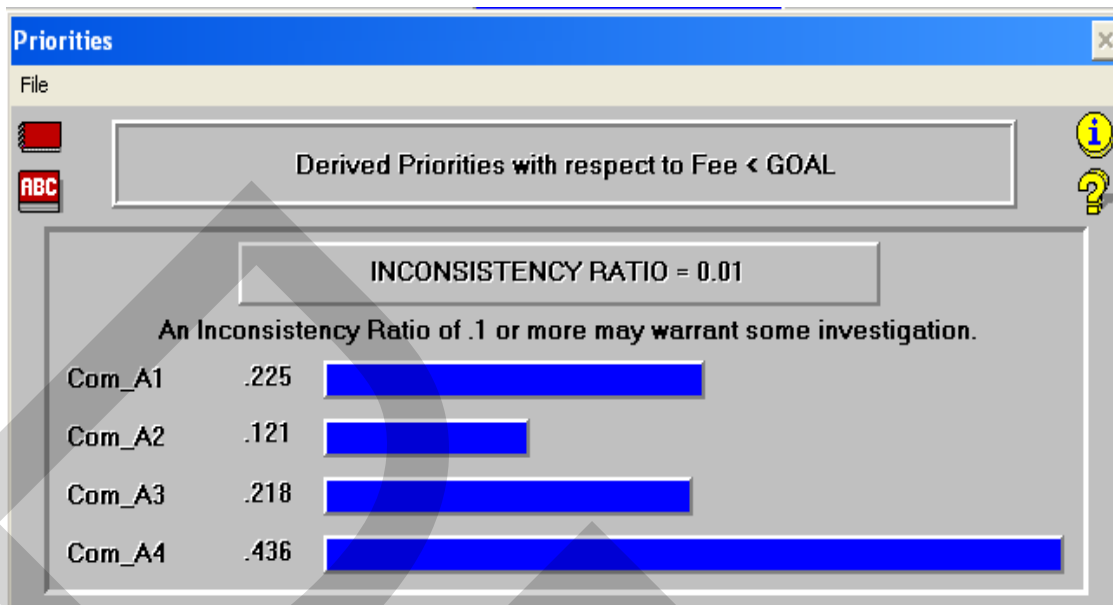 Priorities
File
ABC
Derived Priorities with respect to Fee < GOAL
i
?
INCONSISTENCY RATIO = 0.01
An Inconsistency Ratio of .1 or more may warrant some investigation.
Com_A1 .225
Com_A2 .121
Com_A3 .218
Com_A4 .436